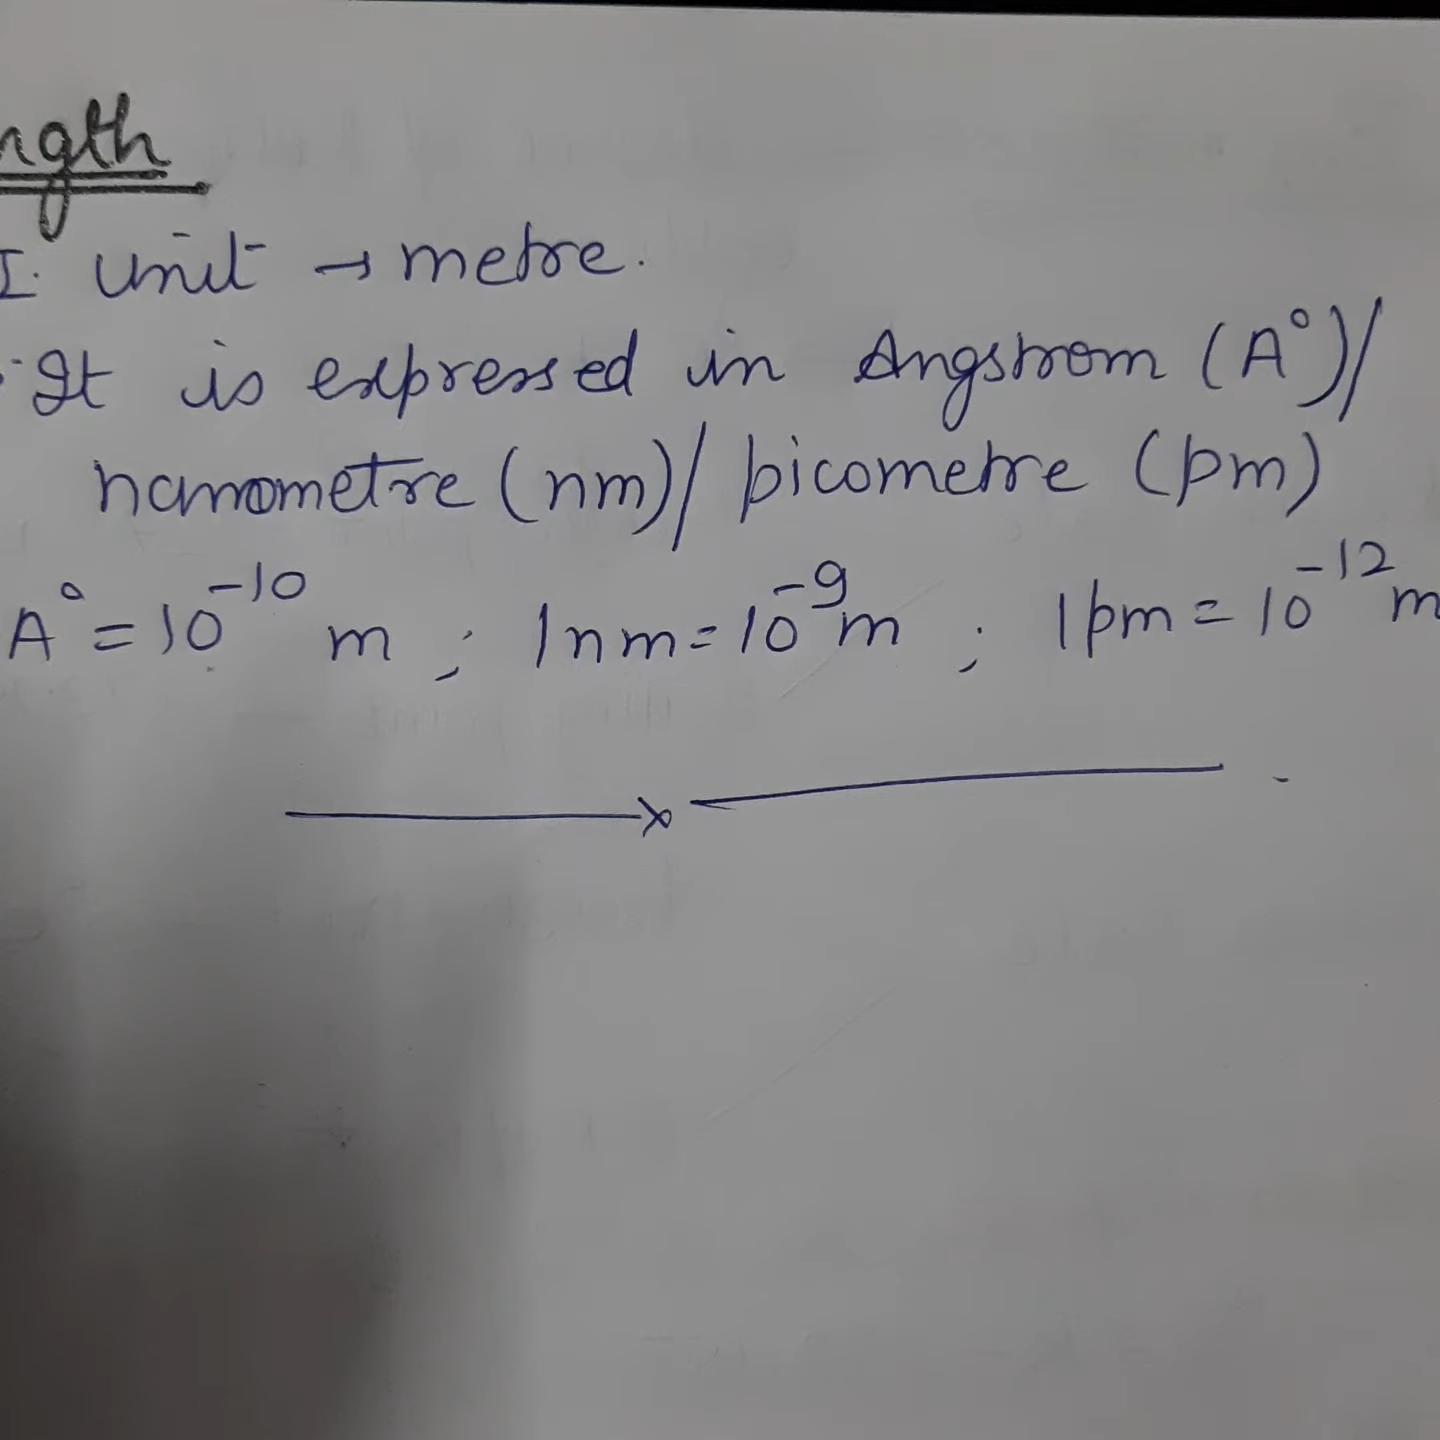 ngth
I. unit → metre.
It is expressed in Angstrom (A°)/
nanometre (nm)/ picometre (pm)
A° = 10⁻¹⁰ m ; 1nm = 10⁻⁹m ; 1pm = 10⁻¹² m